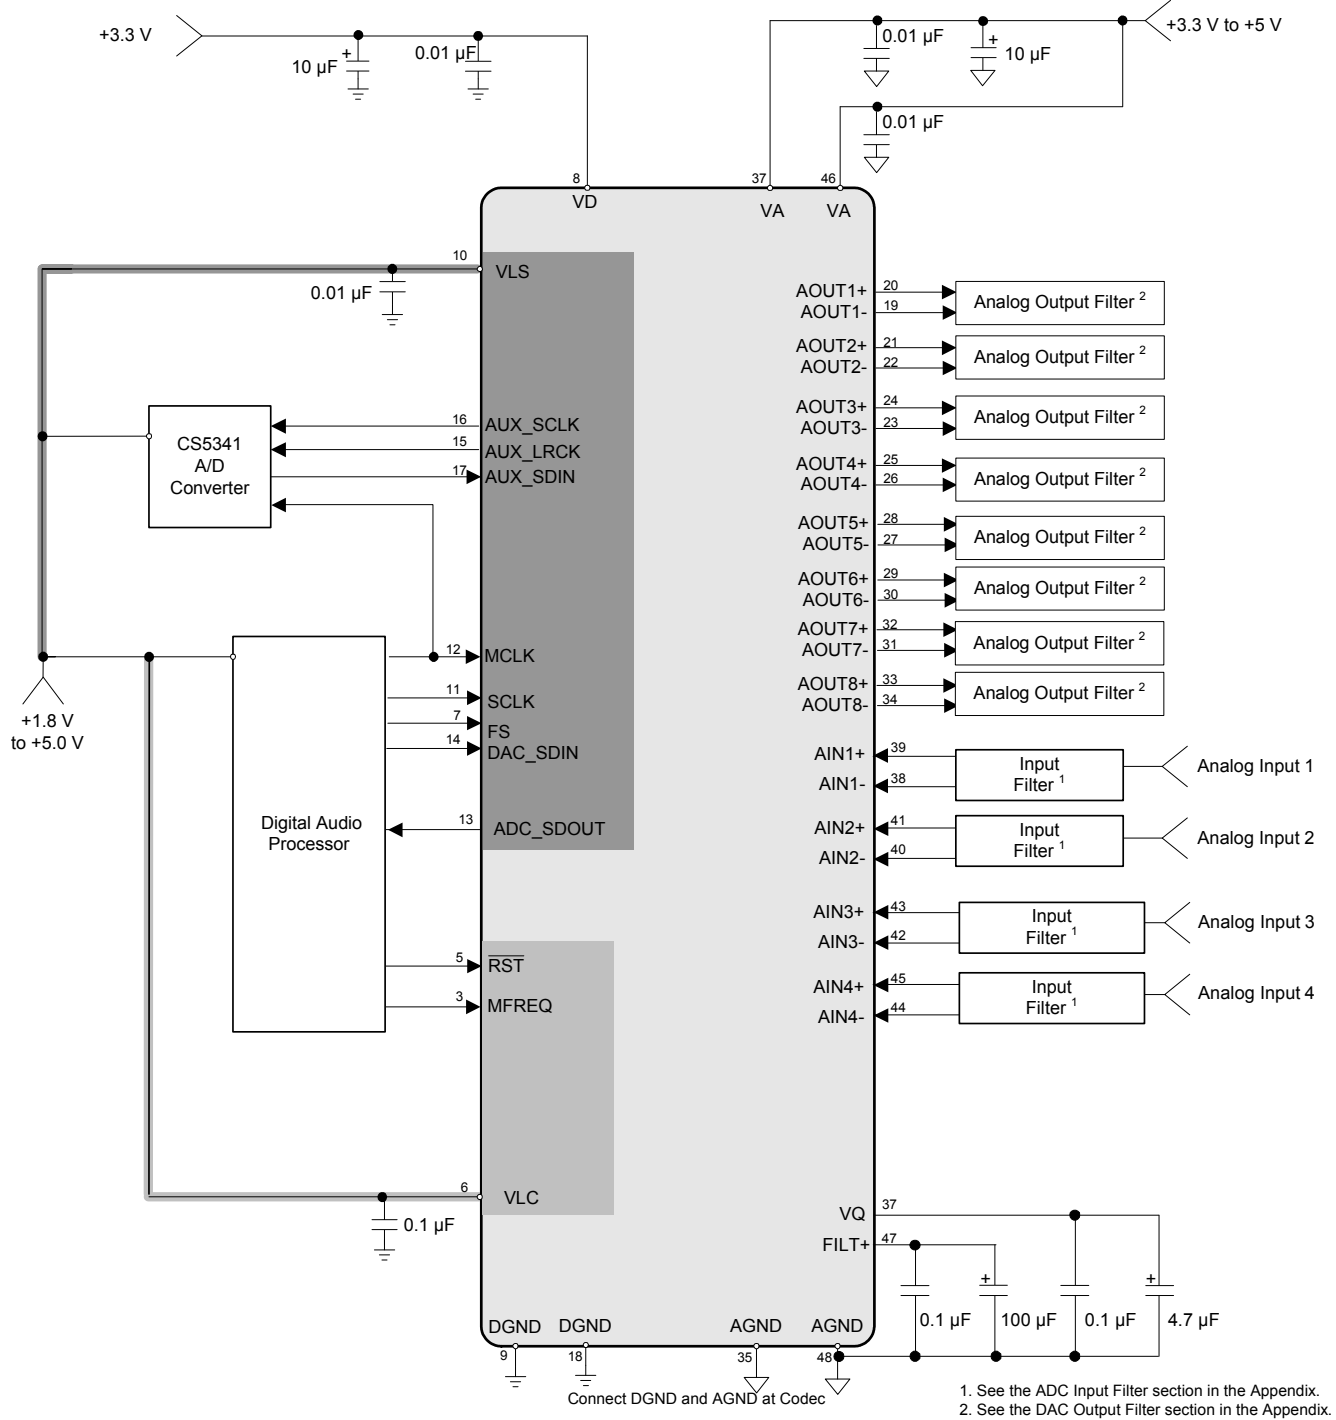 +3.3 V
10 µF
+
0.01 µF
0.01 µF
+
10 µF
+3.3 V to +5 V
0.01 µF
8
VD
37
VA
46
VA
10
VLS
0.01 µF
CS5341
A/D
Converter
16
AUX_SCLK
15
AUX_LRCK
17
AUX_SDIN
12
MCLK
11
SCLK
7
FS
14
DAC_SDIN
13
ADC_SDOUT
+1.8 V
to +5.0 V
Digital Audio
Processor
5
RST
3
MFREQ
6
VLC
0.1 µF
AOUT1+ 20
AOUT1- 19
Analog Output Filter 2
AOUT2+ 21
AOUT2- 22
Analog Output Filter 2
AOUT3+ 24
AOUT3- 23
Analog Output Filter 2
AOUT4+ 25
AOUT4- 26
Analog Output Filter 2
AOUT5+ 28
AOUT5- 27
Analog Output Filter 2
AOUT6+ 29
AOUT6- 30
Analog Output Filter 2
AOUT7+ 32
AOUT7- 31
Analog Output Filter 2
AOUT8+ 33
AOUT8- 34
Analog Output Filter 2
AIN1+ 39
AIN1- 38
Input
Filter 1
Analog Input 1
AIN2+ 41
AIN2- 40
Input
Filter 1
Analog Input 2
AIN3+ 43
AIN3- 42
Input
Filter 1
Analog Input 3
AIN4+ 45
AIN4- 44
Input
Filter 1
Analog Input 4
VQ 37
FILT+ 47
+
+
0.1 µF
100 µF
0.1 µF
4.7 µF
DGND
DGND
AGND
AGND
9
18
35
48
Connect DGND and AGND at Codec
1. See the ADC Input Filter section in the Appendix.
2. See the DAC Output Filter section in the Appendix.